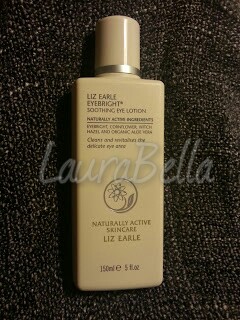 LIZ EARLE
EYEBRIGHT®
SOOTHING EYE LOTION
NATURALLY ACTIVE INGREDIENTS
EYEBRIGHT, CORNFLOWER, WITCH
HAZEL AND ORGANIC ALOE VERA
Cleans and revitalises the
delicate eye area
LauraBella
NATURALLY ACTIVE
SKINCARE
LIZ EARLE
150ml ℮ 5 fl.oz